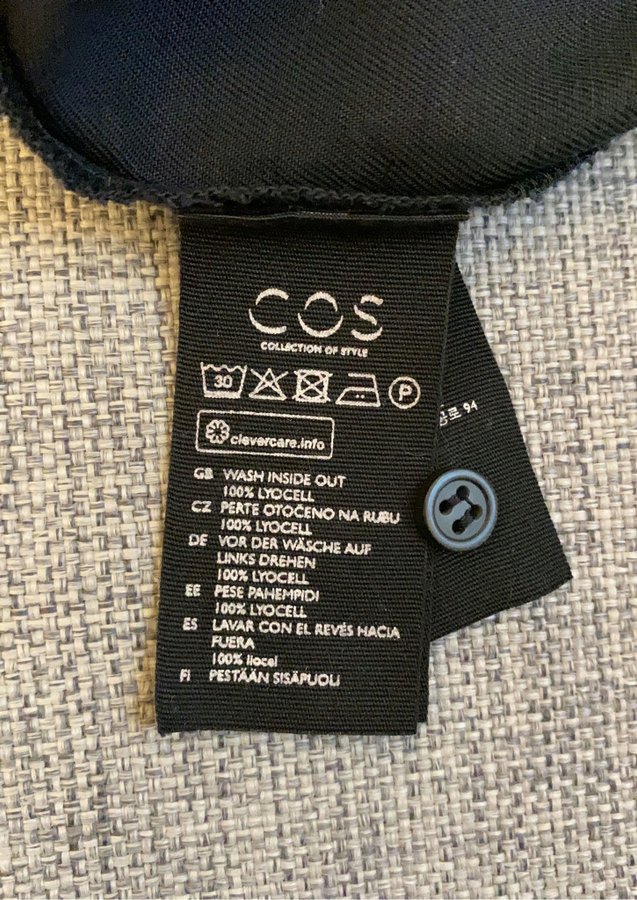 COS
COLLECTION OF STYLE
30
P
clevercare.info
GB WASH INSIDE OUT
100% LYOCELL
CZ PERTE OTOČENO NA RUBU
100% LYOCELL
DE VOR DER WÄSCHE AUF
LINKS DREHEN
100% LYOCELL
EE PESE PAHEMPIDI
100% LYOCELL
ES LAVAR CON EL REVÉS HACIA
FUERA
100% liocel
FI PESTÄÄN SISÄPUOLI
로 94